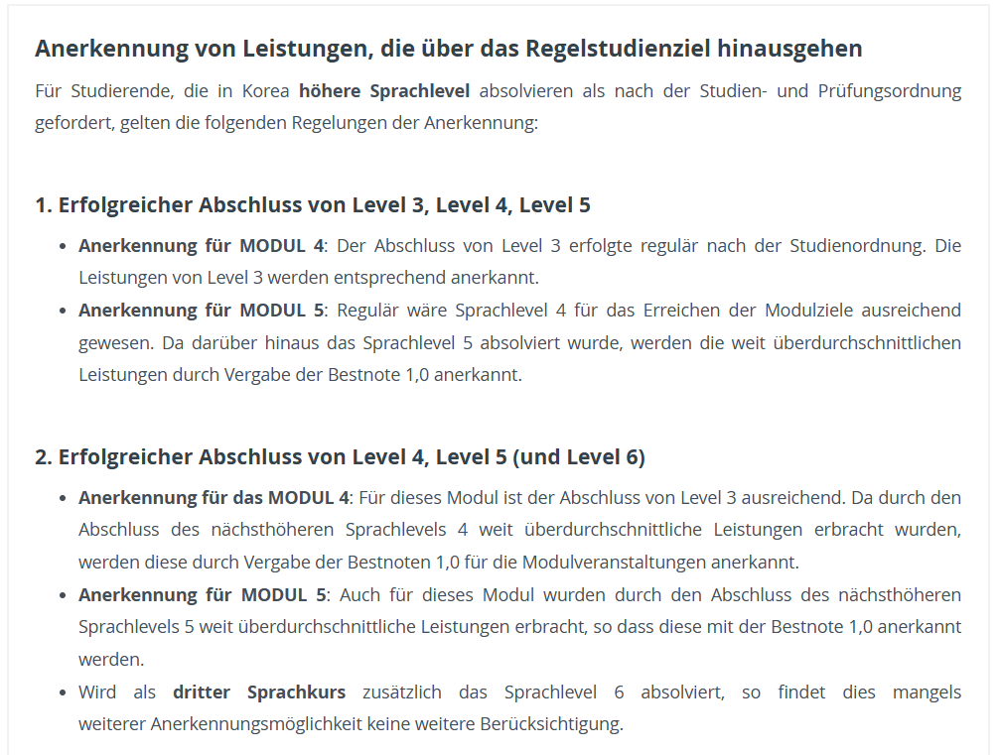 Anerkennung von Leistungen, die über das Regelstudienziel hinausgehen
Für Studierende, die in Korea höhere Sprachlevel absolvieren als nach der Studien- und Prüfungsordnung
gefordert, gelten die folgenden Regelungen der Anerkennung:
1. Erfolgreicher Abschluss von Level 3, Level 4, Level 5
• Anerkennung für MODUL 4: Der Abschluss von Level 3 erfolgte regulär nach der Studienordnung. Die
Leistungen von Level 3 werden entsprechend anerkannt.
• Anerkennung für MODUL 5: Regulär wäre Sprachlevel 4 für das Erreichen der Modulziele ausreichend
gewesen. Da darüber hinaus das Sprachlevel 5 absolviert wurde, werden die weit überdurchschnittlichen
Leistungen durch Vergabe der Bestnote 1,0 anerkannt.
2. Erfolgreicher Abschluss von Level 4, Level 5 (und Level 6)
• Anerkennung für das MODUL 4: Für dieses Modul ist der Abschluss von Level 3 ausreichend. Da durch den
Abschluss des nächsthöheren Sprachlevels 4 weit überdurchschnittliche Leistungen erbracht wurden,
werden diese durch Vergabe der Bestnoten 1,0 für die Modulveranstaltungen anerkannt.
• Anerkennung für MODUL 5: Auch für dieses Modul wurden durch den Abschluss des nächsthöheren
Sprachlevels 5 weit überdurchschnittliche Leistungen erbracht, so dass diese mit der Bestnote 1,0 anerkannt
werden.
• Wird als dritter Sprachkurs zusätzlich das Sprachlevel 6 absolviert, so findet dies mangels
weiterer Anerkennungsmöglichkeit keine weitere Berücksichtigung.